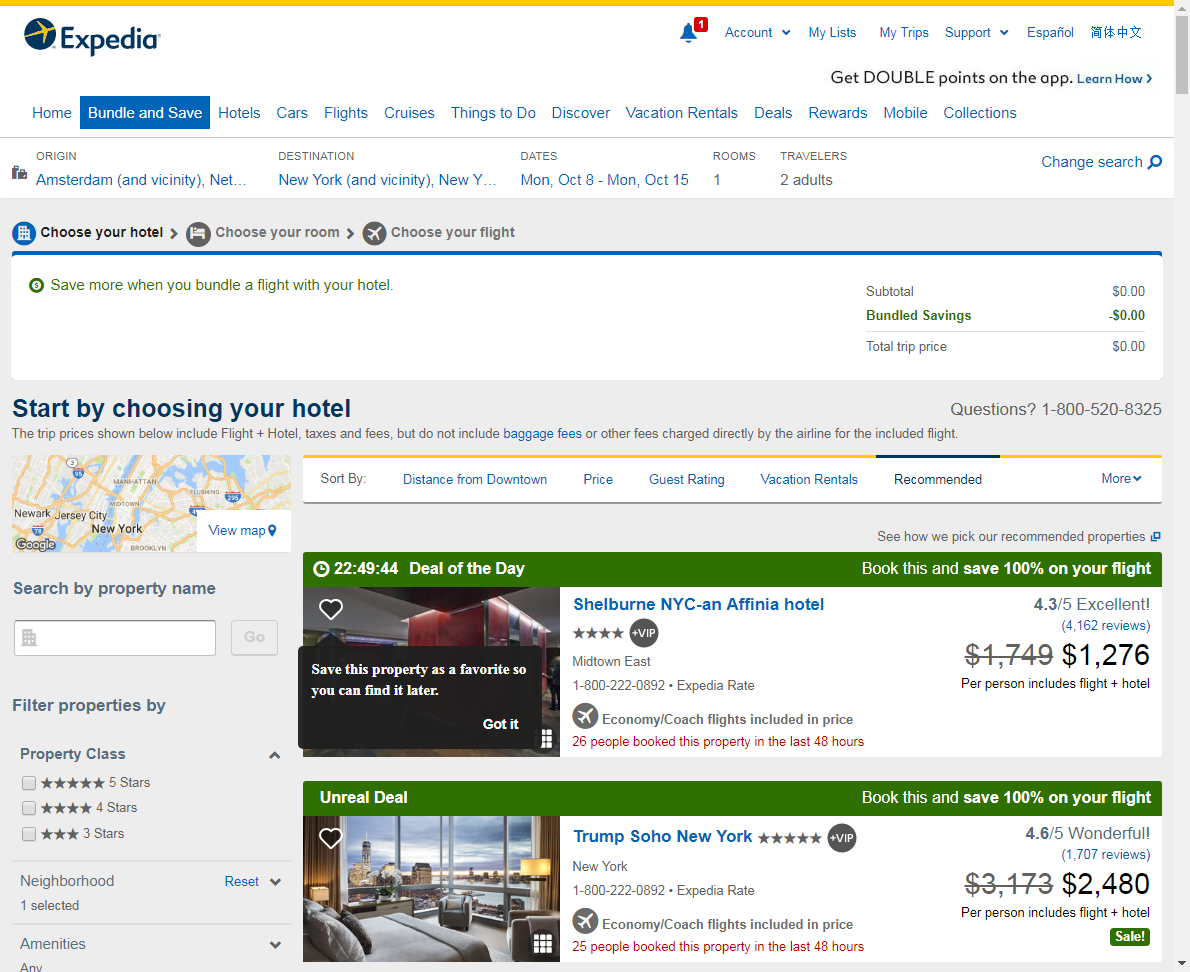 Expedia
1
Account
My Lists
My Trips
Support
Español
简体中文
Get DOUBLE points on the app. Learn How
Home
Bundle and Save
Hotels
Cars
Flights
Cruises
Things to Do
Discover
Vacation Rentals
Deals
Rewards
Mobile
Collections
ORIGIN
Amsterdam (and vicinity), Net...
DESTINATION
New York (and vicinity), New Y...
DATES
Mon, Oct 8 - Mon, Oct 15
ROOMS
1
TRAVELERS
2 adults
Change search
Choose your hotel
Choose your room
Choose your flight
Save more when you bundle a flight with your hotel.
Subtotal $0.00
Bundled Savings -$0.00
Total trip price $0.00
Start by choosing your hotel
Questions? 1-800-520-8325
The trip prices shown below include Flight + Hotel, taxes and fees, but do not include baggage fees or other fees charged directly by the airline for the included flight.
3
95
MANHATTAN
FLUSHING
295
MIDTOWN
Newark
Jersey City
New York
78
BROOKLYN
Google
View map
Sort By:
Distance from Downtown
Price
Guest Rating
Vacation Rentals
Recommended
More
See how we pick our recommended properties
Search by property name
Go
Filter properties by
Property Class
5 Stars
4 Stars
3 Stars
Neighborhood
Reset
1 selected
Amenities
Any
22:49:44 Deal of the Day
Book this and save 100% on your flight
Save this property as a favorite so
you can find it later.
Got it
Shelburne NYC-an Affinia hotel
+VIP
Midtown East
1-800-222-0892 • Expedia Rate
Economy/Coach flights included in price
26 people booked this property in the last 48 hours
4.3/5 Excellent!
(4,162 reviews)
$1,749 $1,276
Per person includes flight + hotel
Unreal Deal
Book this and save 100% on your flight
Trump Soho New York
+VIP
New York
1-800-222-0892 • Expedia Rate
Economy/Coach flights included in price
25 people booked this property in the last 48 hours
4.6/5 Wonderful!
(1,707 reviews)
$3,173 $2,480
Per person includes flight + hotel
Sale!